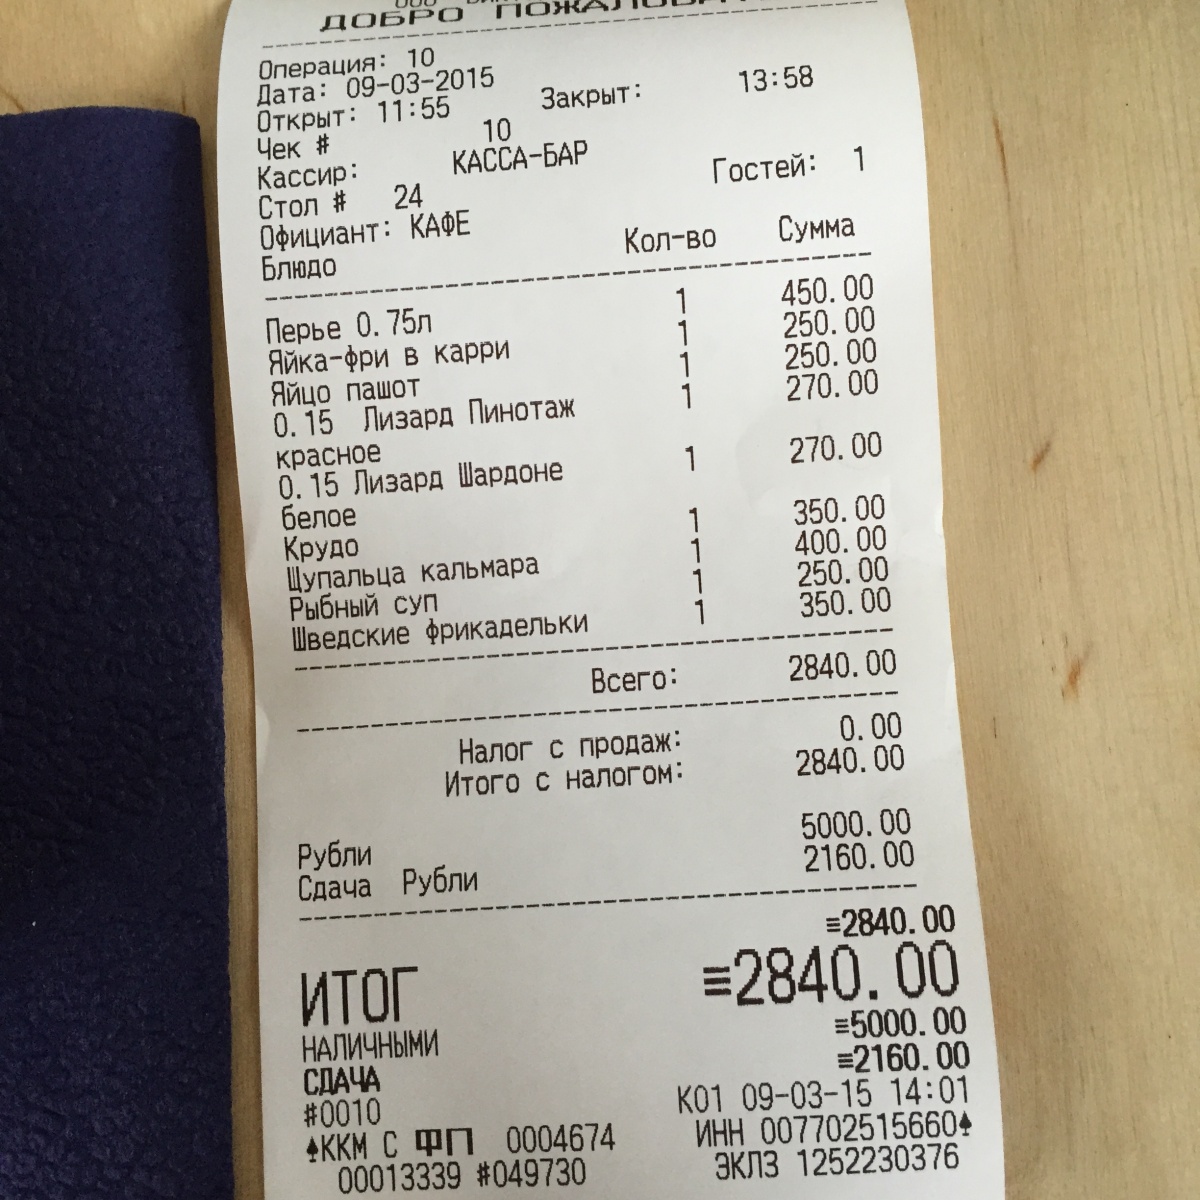 ООО
ДОБРО ПОЖАЛОВА
Операция: 10
Дата: 09-03-2015
Открыт: 11:55 Закрыт: 13:58
Чек # 10
Кассир: КАССА-БАР
Стол # 24 Гостей: 1
Официант: КАФЕ
Блюдо Кол-во Сумма
Перье 0.75л 1 450.00
Яйка-фри в карри 1 250.00
Яйцо пашот 1 250.00
0.15 Лизард Пинотаж 1 270.00
красное
0.15 Лизард Шардоне 1 270.00
белое
Крудо 1 350.00
Щупальца кальмара 1 400.00
Рыбный суп 1 250.00
Шведские фрикадельки 1 350.00
Всего: 2840.00
Налог с продаж: 0.00
Итого с налогом: 2840.00
Рубли 5000.00
Сдача Рубли 2160.00
≡2840.00
ИТОГ ≡2840.00
НАЛИЧНЫМИ ≡5000.00
СДАЧА ≡2160.00
#0010 К01 09-03-15 14:01
♠ККМ С ФП 0004674 ИНН 007702515660♠
00013339 #049730 ЭКЛЗ 1252230376